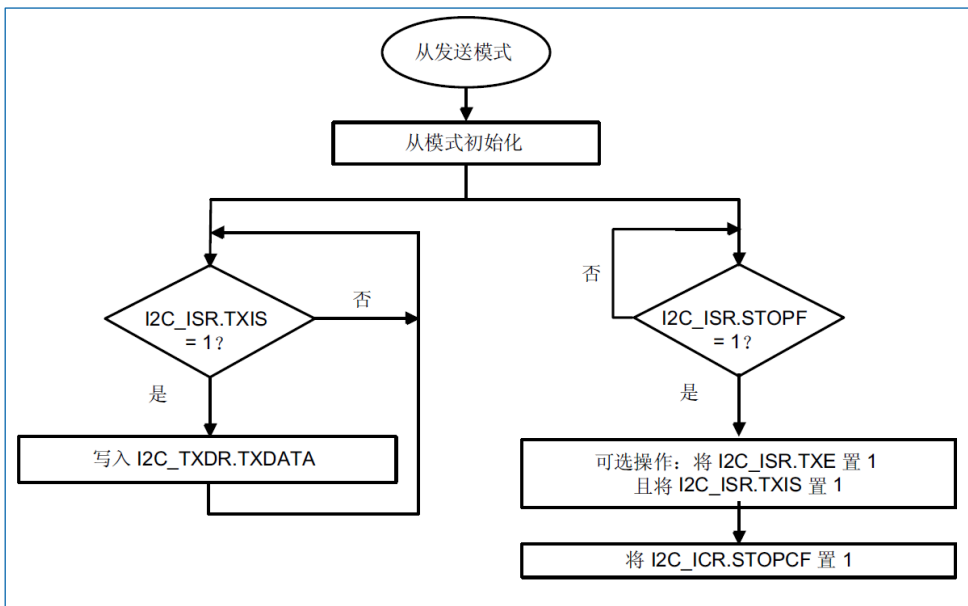 从发送模式
从模式初始化
否
I2C_ISR.TXIS
= 1？
是
写入 I2C_TXDR.TXDATA
否
I2C_ISR.STOPF
= 1？
是
可选操作：将 I2C_ISR.TXE 置 1
且将 I2C_ISR.TXIS 置 1
将 I2C_ICR.STOPCF 置 1